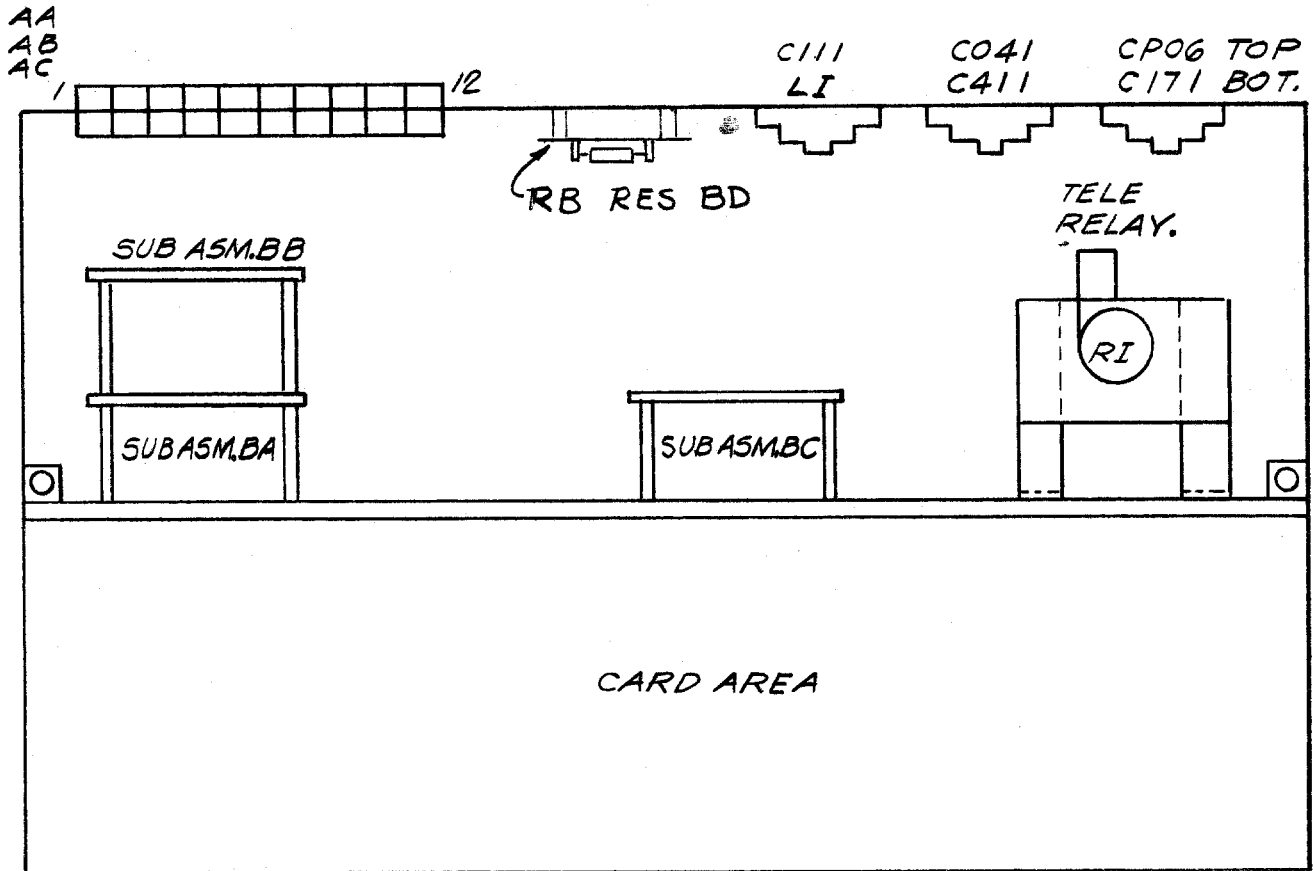 AA
AB
AC
1
12
C111
LI
C041
C411
CP06 TOP
C171 BOT.
RB RES BD
TELE
RELAY.
SUB ASM.BB
RI
SUB ASM.BA
SUB ASM.BC
CARD AREA